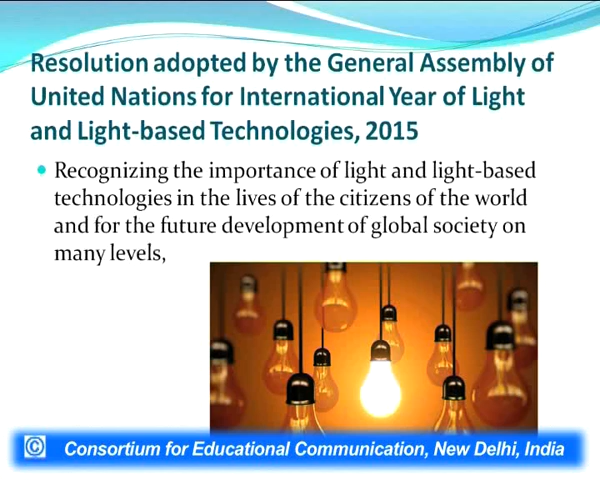 Resolution adopted by the General Assembly of
United Nations for International Year of Light
and Light-based Technologies, 2015
• Recognizing the importance of light and light-based
technologies in the lives of the citizens of the world
and for the future development of global society on
many levels,
© Consortium for Educational Communication, New Delhi, India